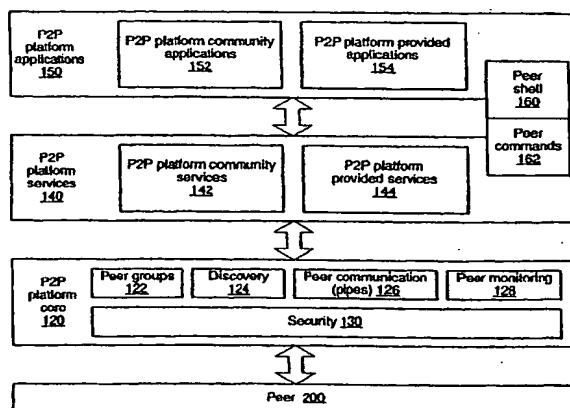 P2P
platform
applications
150
P2P platform community
applications
152
P2P platform provided
applications
154
Peer
shell
160
Peer
commands
162
P2P
platform
services
140
P2P platform community
services
142
P2P platform
provided services
144
P2P
platform
core
120
Peer groups
122
Discovery
124
Peer communication
(pipes) 126
Peer monitoring
128
Security 130
Peer 200